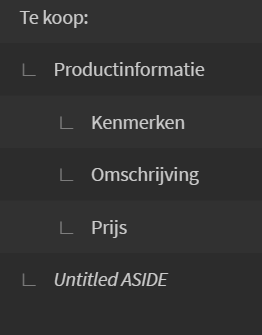 Te koop:
Productinformatie
Kenmerken
Omschrijving
Prijs
Untitled ASIDE